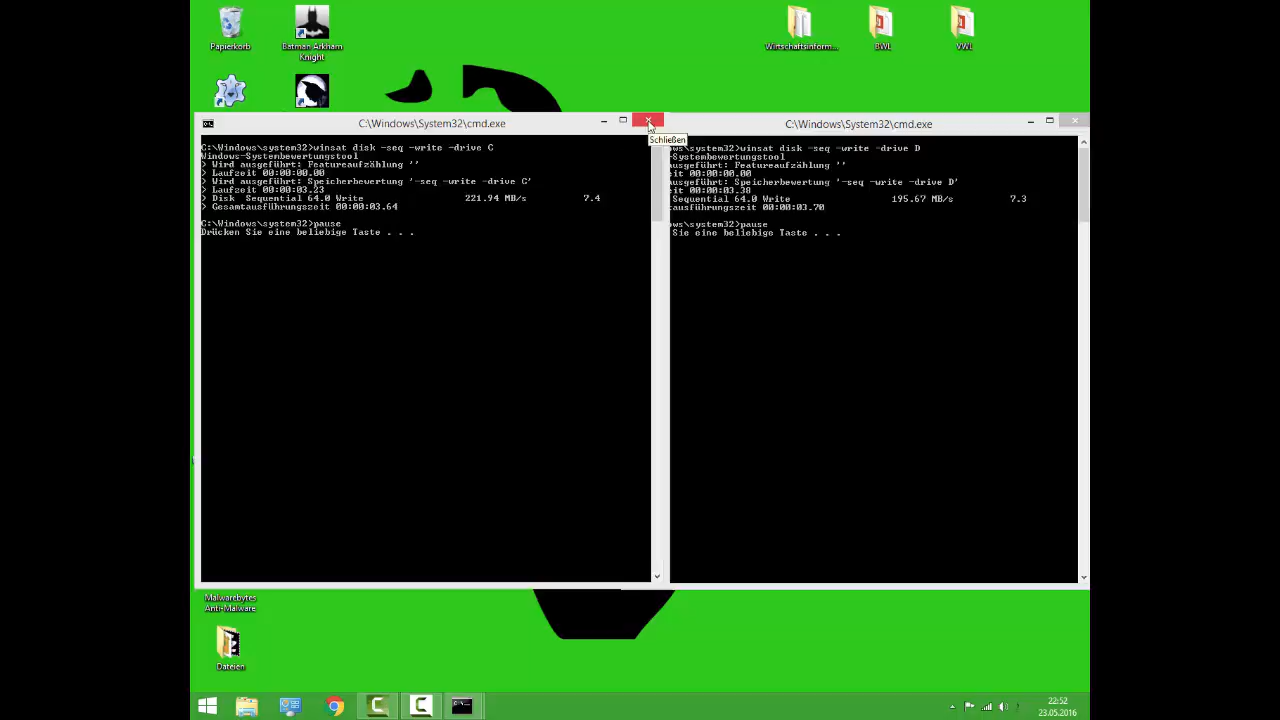 Papierkorb
Batman Arkham
Knight
Wirtschaftsinform...
BWL
VWL
C:\Windows\System32\cmd.exe
Schließen
C:\Windows\system32>winsat disk -seq -write -drive C
Windows-Systembewertungstool
> Wird ausgeführt: Featureaufzählung ''
> Laufzeit 00:00:00.00
> Wird ausgeführt: Speicherbewertung '-seq -write -drive C'
> Laufzeit 00:00:03.23
> Disk  Sequential 64.0 Write 221.94 MB/s 7.4
> Gesamtausführungszeit 00:00:03.64
C:\Windows\system32>pause
Drücken Sie eine beliebige Taste . . .
C:\Windows\System32\cmd.exe
ws\system32>winsat disk -seq -write -drive D
-Systembewertungstool
ausgeführt: Featureaufzählung ''
eit 00:00:00.00
ausgeführt: Speicherbewertung '-seq -write -drive D'
eit 00:00:03.38
Sequential 64.0 Write 195.67 MB/s 7.3
ausführungszeit 00:00:03.70
ws\system32>pause
Sie eine beliebige Taste . . .
Malwarebytes
Anti-Malware
Dateien
22:52
23.05.2016